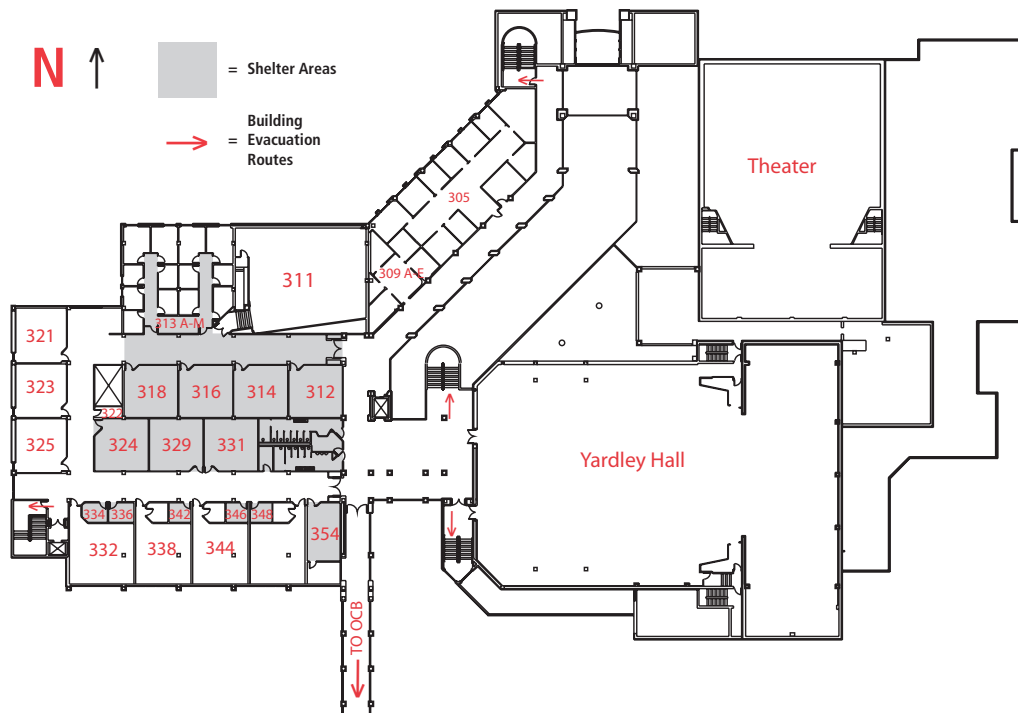 N
= Shelter Areas
Building
= Evacuation
Routes
Theater
305
309 A-E
311
313 A-M
321
318
316
314
312
323
322
324
329
331
325
Yardley Hall
334
336
342
346
348
354
332
338
344
TO OCB